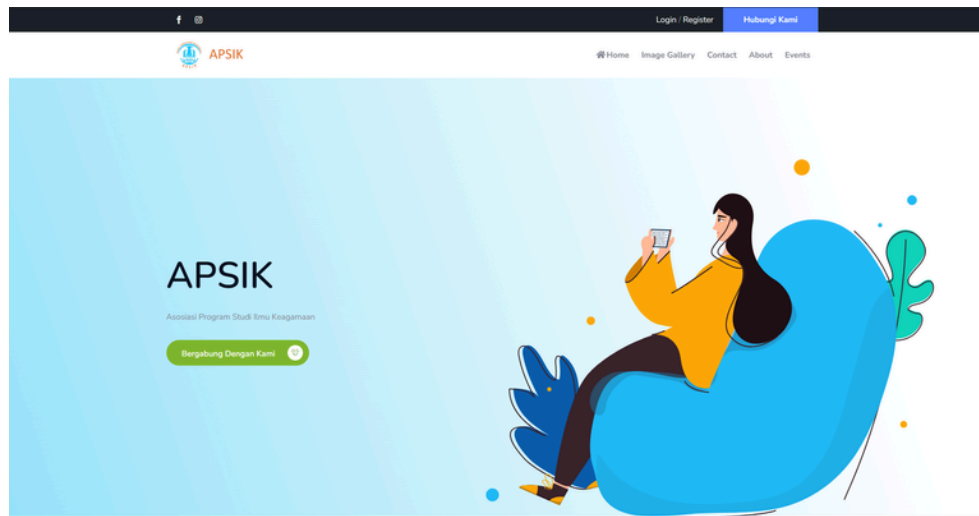 Login / Register
Hubungi Kami
APSIK
Home Image Gallery Contact About Events
APSIK
Asosiasi Program Studi Ilmu Keagamaan
Bergabung Dengan Kami